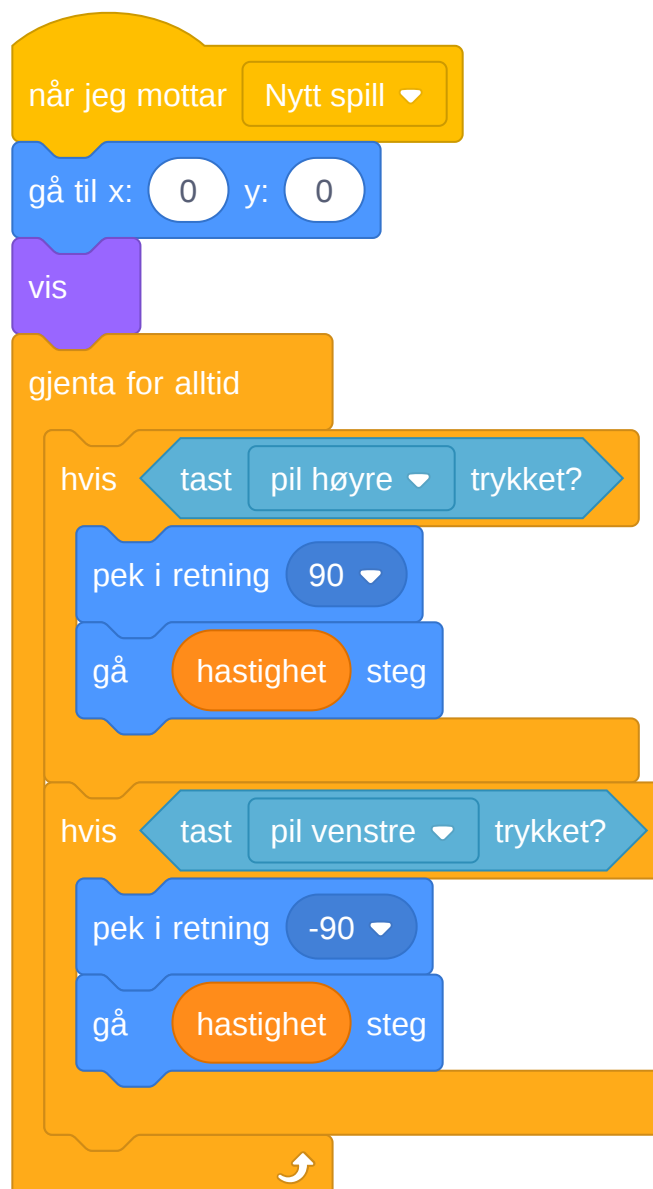 når jeg mottar Nytt spill
gå til x: 0 y: 0
vis
gjenta for alltid
hvis tast pil høyre trykket?
pek i retning 90
gå hastighet steg
hvis tast pil venstre trykket?
pek i retning -90
gå hastighet steg